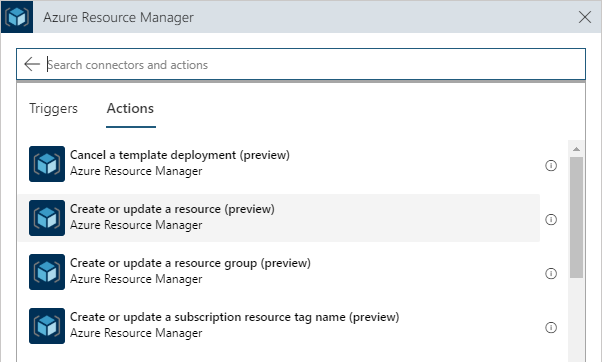 Azure Resource Manager
Search connectors and actions
Triggers Actions
Cancel a template deployment (preview)
Azure Resource Manager
Create or update a resource (preview)
Azure Resource Manager
Create or update a resource group (preview)
Azure Resource Manager
Create or update a subscription resource tag name (preview)
Azure Resource Manager